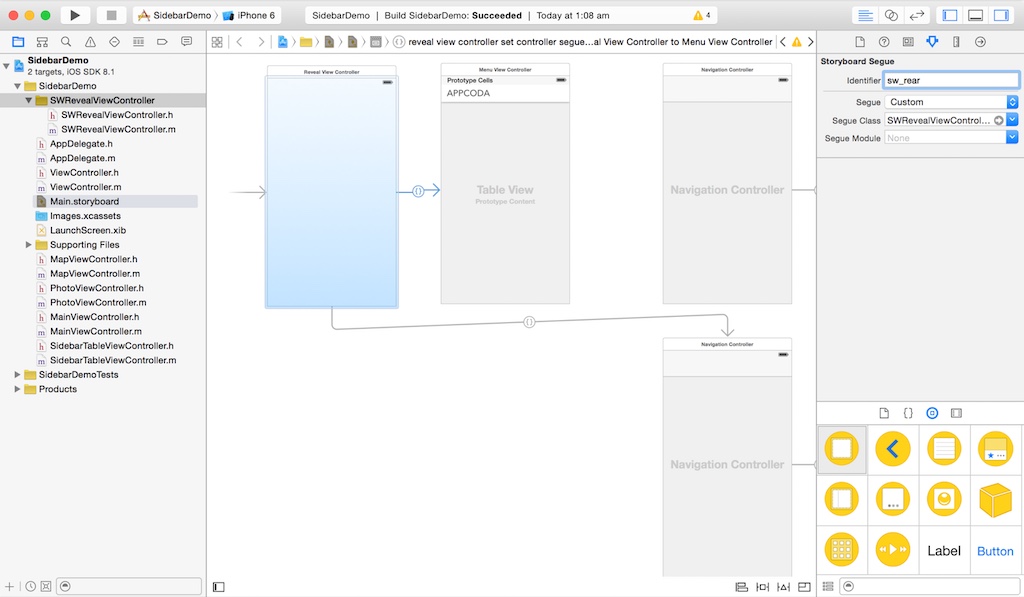 SidebarDemo iPhone 6
SidebarDemo | Build SidebarDemo: Succeeded | Today at 1:08 am
4
reveal view controller set controller segue...al View Controller to Menu View Controller
SidebarDemo
2 targets, iOS SDK 8.1
SidebarDemo
SWRevealViewController
h SWRevealViewController.h
m SWRevealViewController.m
h AppDelegate.h
m AppDelegate.m
h ViewController.h
m ViewController.m
Main.storyboard
Images.xcassets
LaunchScreen.xib
Supporting Files
h MapViewController.h
m MapViewController.m
h PhotoViewController.h
m PhotoViewController.m
h MainViewController.h
m MainViewController.m
h SidebarTableViewController.h
m SidebarTableViewController.m
SidebarDemoTests
Products
Reveal View Controller
Menu View Controller
Prototype Cells
APPCODA
Table View
Prototype Content
Navigation Controller
Navigation Controller
Navigation Controller
Navigation Controller
Storyboard Segue
Identifier sw_rear
Segue Custom
Segue Class SWRevealViewControl...
Segue Module None
Label
Button